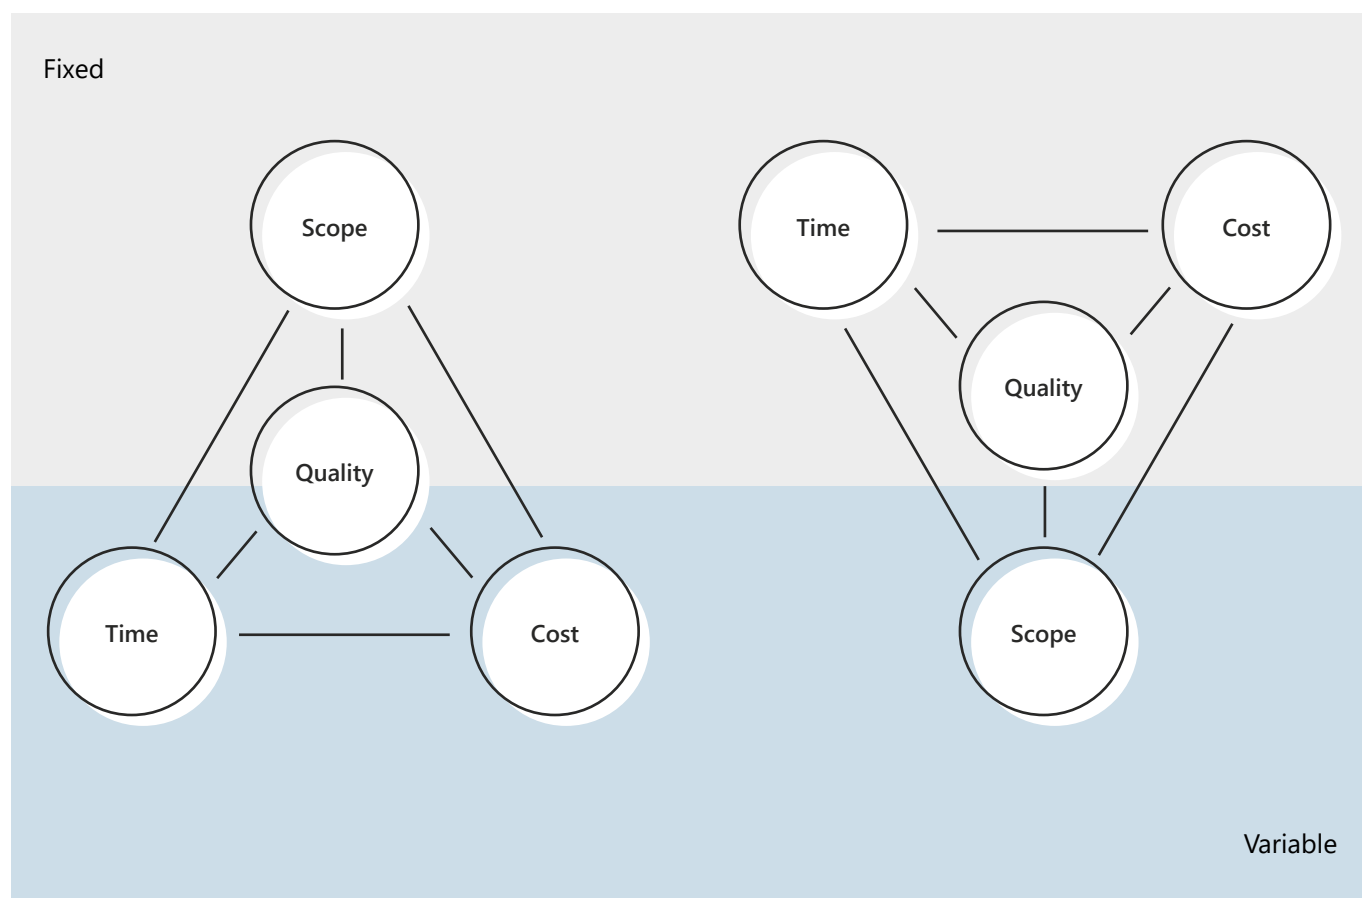 Fixed
Scope
Time
Cost
Quality
Quality
Time
Cost
Scope
Variable